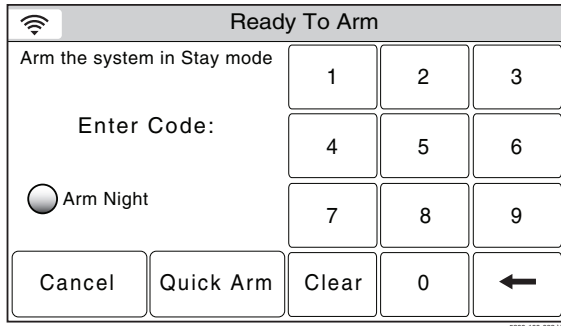 Ready To Arm
Arm the system in Stay mode
1 2 3
Enter Code:
4 5 6
Arm Night
7 8 9
Cancel Quick Arm Clear 0